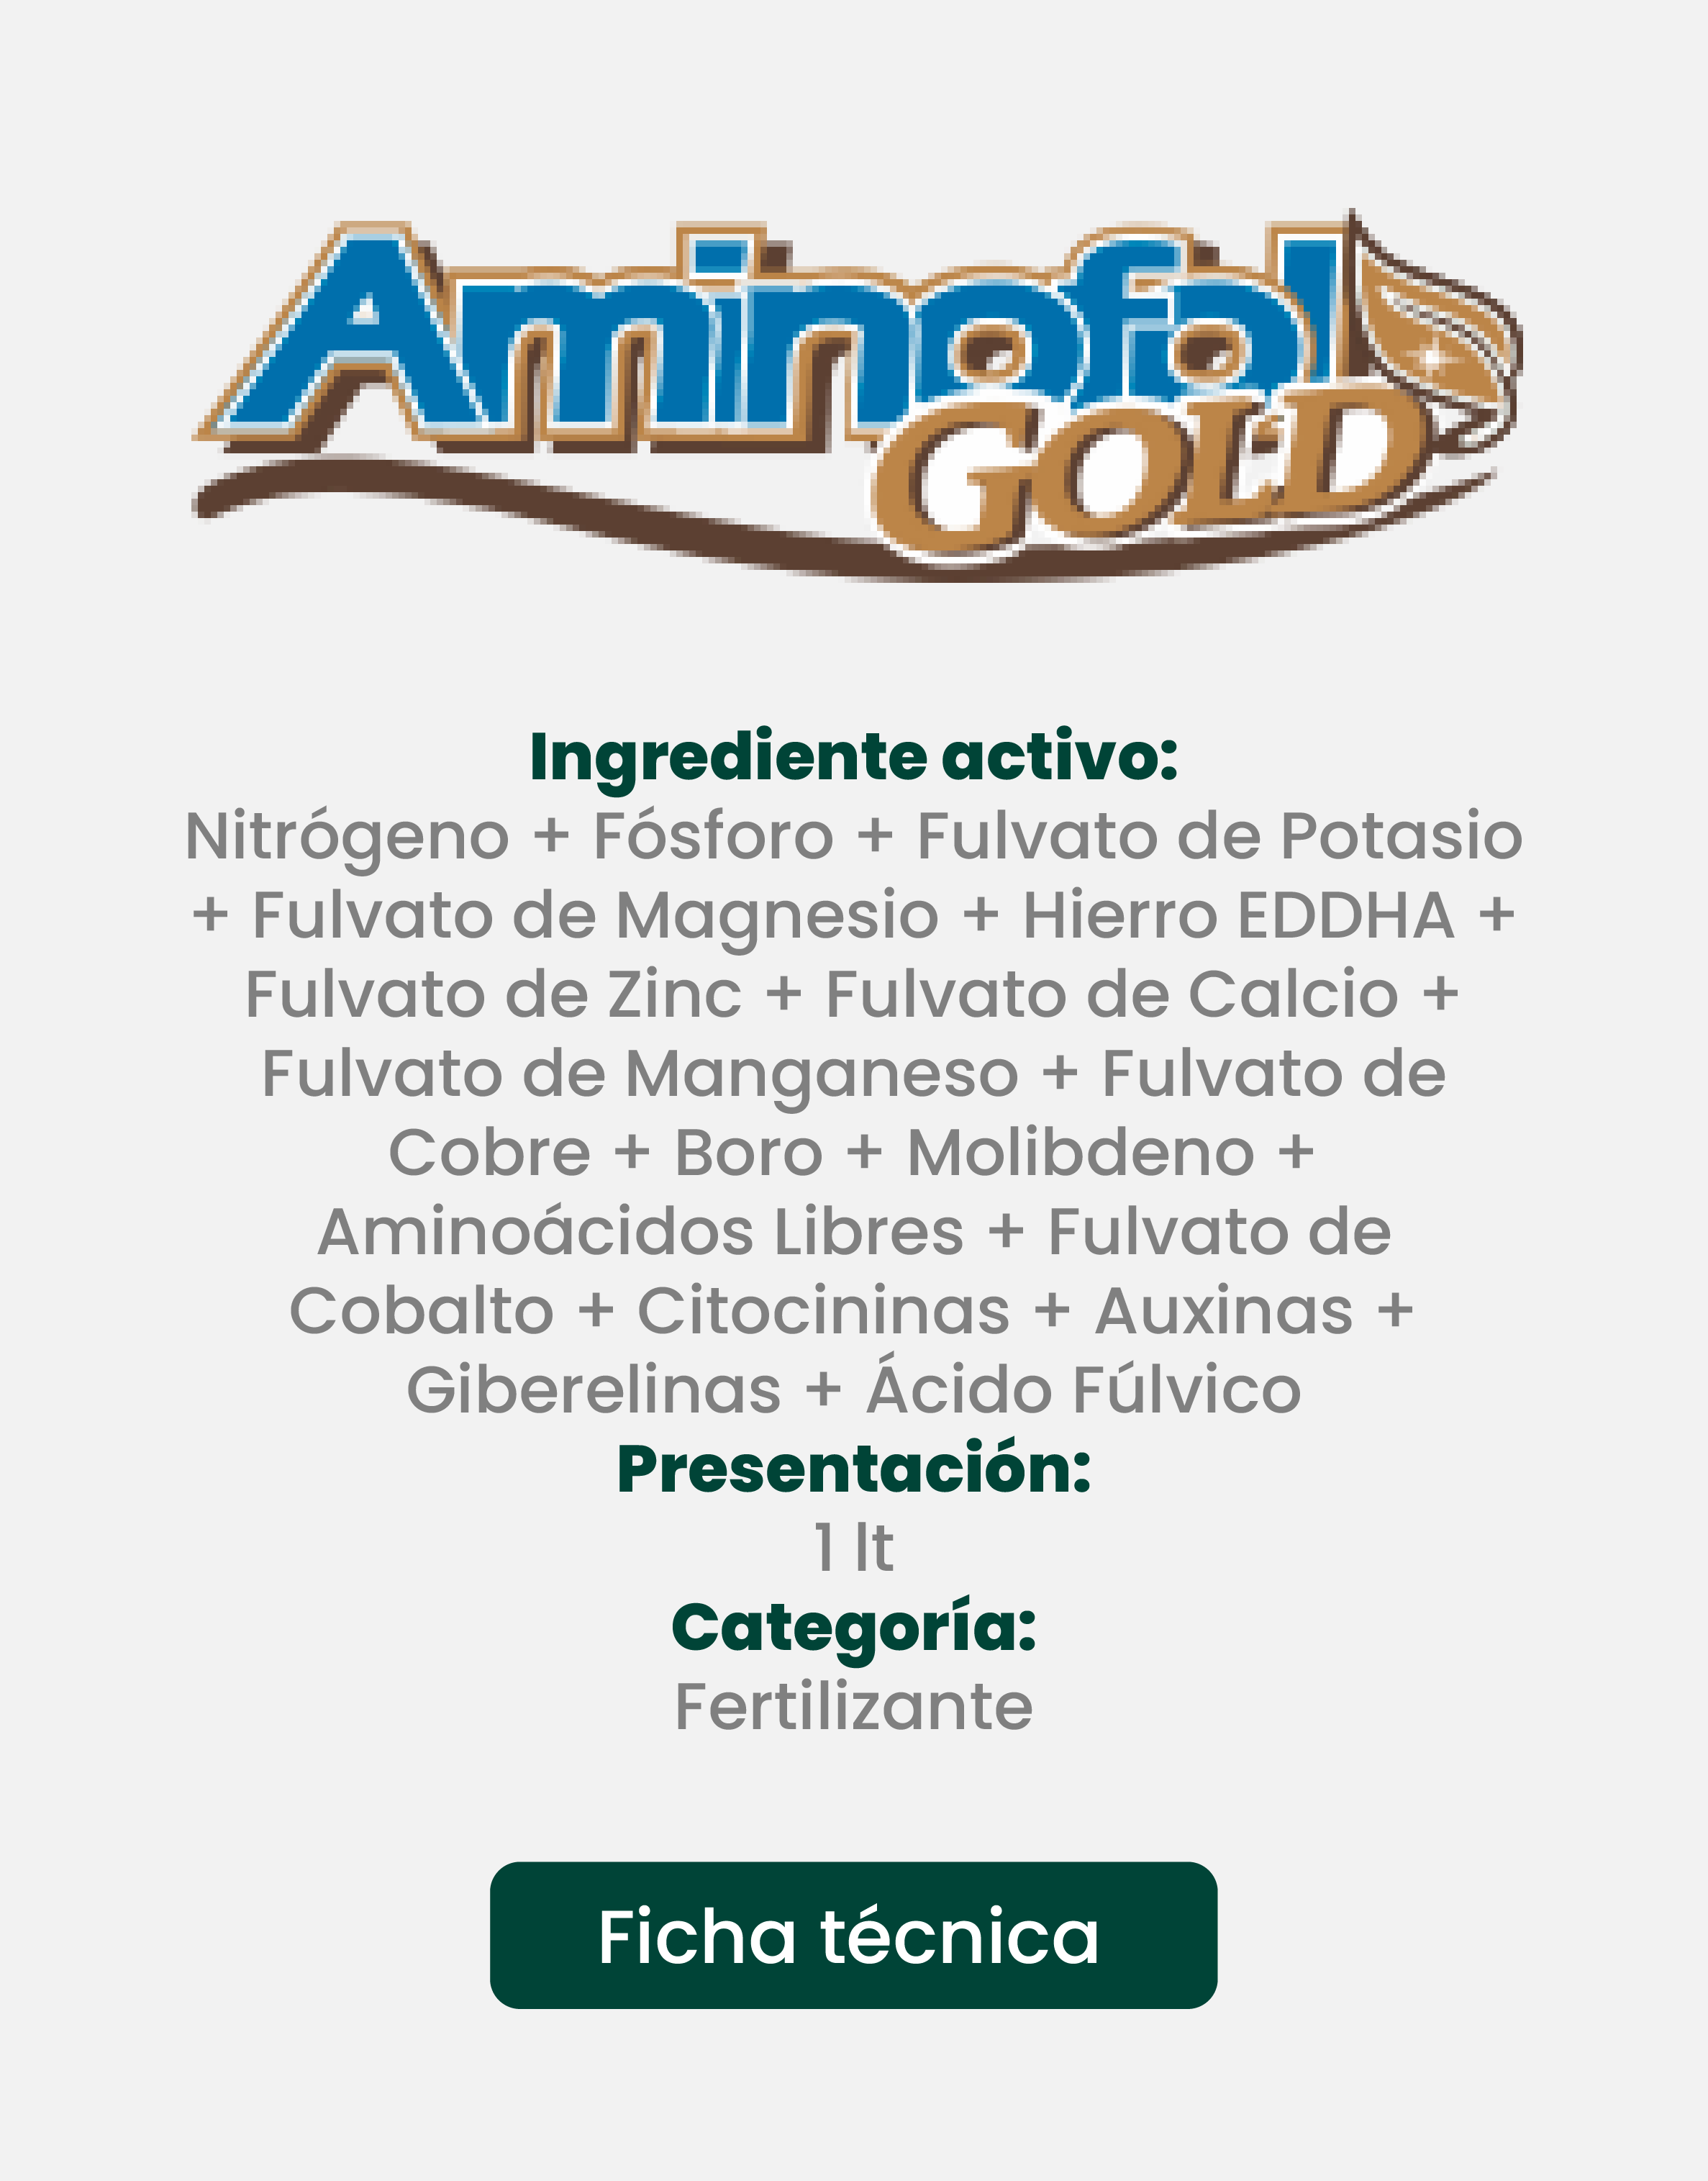 Aminofol
GOLD
Ingrediente activo:
Nitrógeno + Fósforo + Fulvato de Potasio
+ Fulvato de Magnesio + Hierro EDDHA +
Fulvato de Zinc + Fulvato de Calcio +
Fulvato de Manganeso + Fulvato de
Cobre + Boro + Molibdeno +
Aminoácidos Libres + Fulvato de
Cobalto + Citocininas + Auxinas +
Giberelinas + Ácido Fúlvico
Presentación:
1 lt
Categoría:
Fertilizante
Ficha técnica